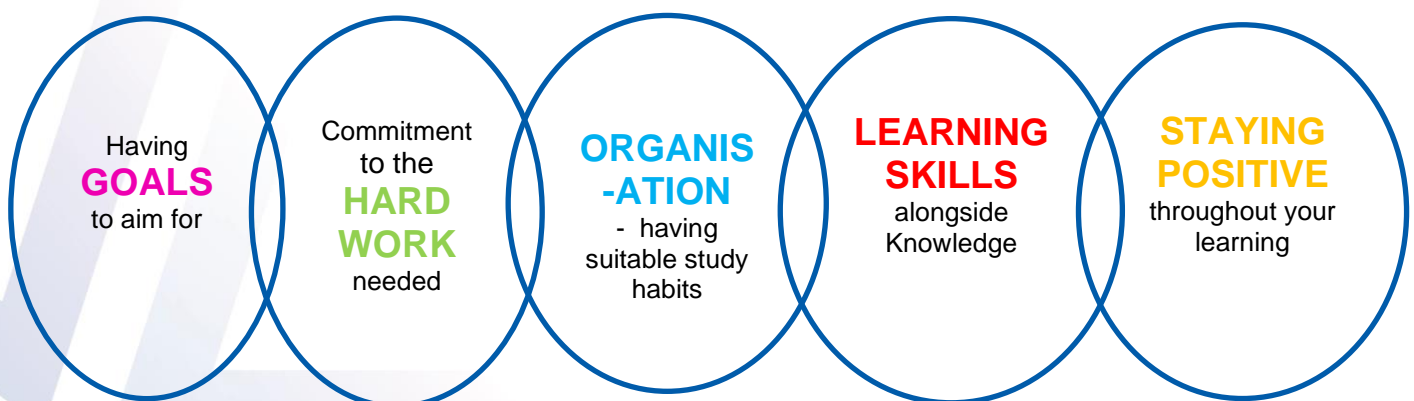 Having
GOALS
to aim for
Commitment
to the
HARD
WORK
needed
ORGANIS
-ATION
- having
suitable study
habits
LEARNING
SKILLS
alongside
Knowledge
STAYING
POSITIVE
throughout your
learning